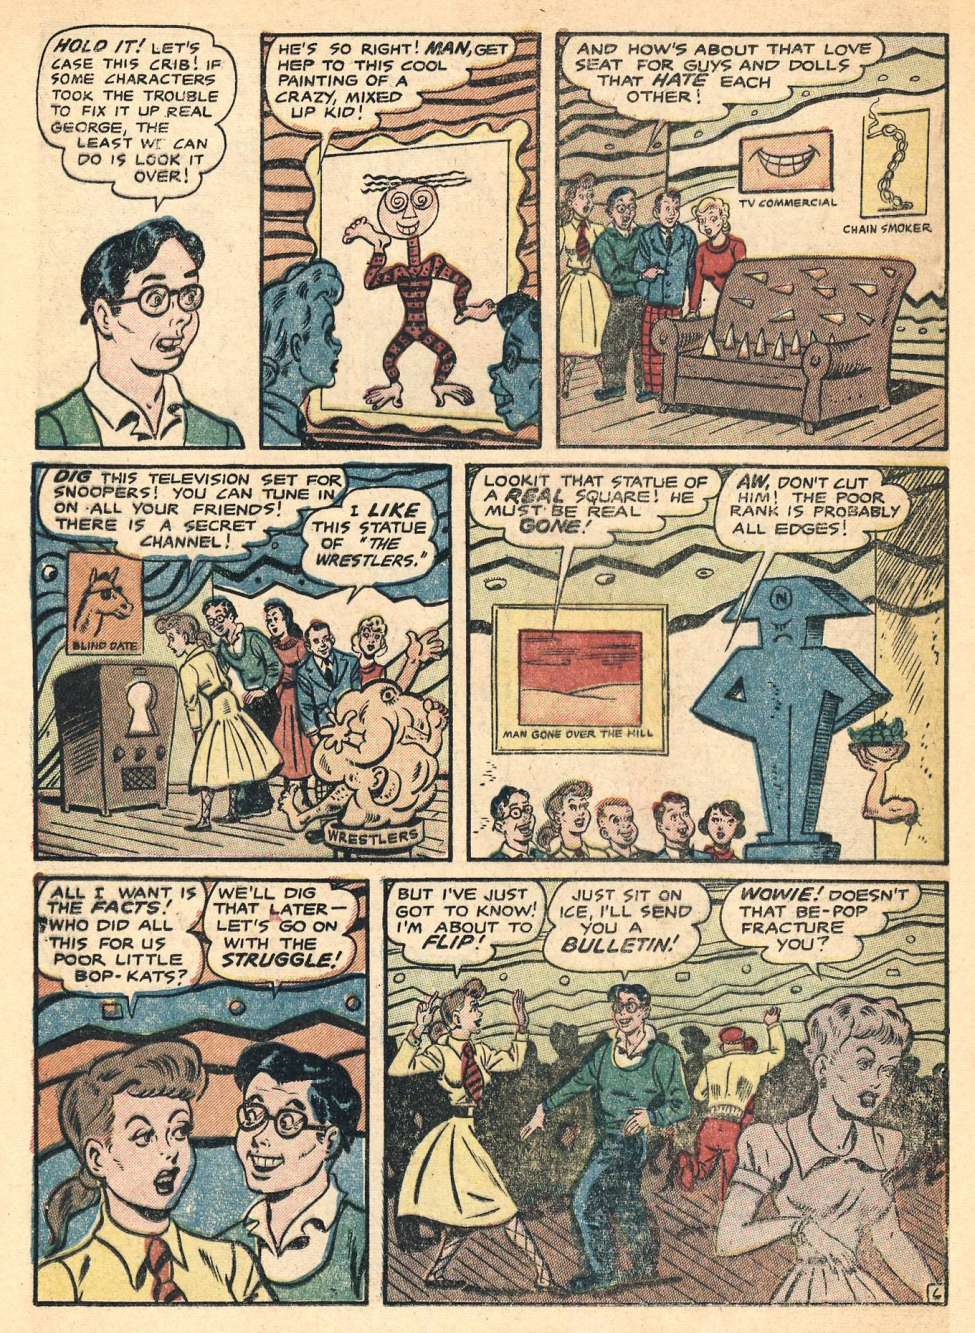 HOLD IT! LET'S
CASE THIS CRIB! IF
SOME CHARACTERS
TOOK THE TROUBLE
TO FIX IT UP REAL
GEORGE, THE
LEAST WE CAN
DO IS LOOK IT
OVER!
HE'S SO RIGHT! MAN, GET
HEP TO THIS COOL
PAINTING OF A
CRAZY, MIXED
UP KID!
AND HOW'S ABOUT THAT LOVE
SEAT FOR GUYS AND DOLLS
THAT HATE EACH
OTHER!
TV COMMERCIAL
CHAIN SMOKER
DIG THIS TELEVISION SET FOR
SNOOPERS! YOU CAN TUNE IN
ON ALL YOUR FRIENDS!
THERE IS A SECRET
CHANNEL!
I LIKE
THIS STATUE
OF "THE
WRESTLERS."
BLIND DATE
WRESTLERS
LOOKIT THAT STATUE OF
A REAL SQUARE! HE
MUST BE REAL
GONE!
AW, DON'T CUT
HIM! THE POOR
RANK IS PROBABLY
ALL EDGES!
N
MAN GONE OVER THE HILL
ALL I WANT IS
THE FACTS!
WHO DID ALL
THIS FOR US
POOR LITTLE
BOP-KATS?
WE'LL DIG
THAT LATER—
LET'S GO ON
WITH THE
STRUGGLE!
BUT I'VE JUST
GOT TO KNOW!
I'M ABOUT TO
FLIP!
JUST SIT ON
ICE, I'LL SEND
YOU A
BULLETIN!
WOWIE! DOESN'T
THAT BE-POP
FRACTURE
YOU?
6